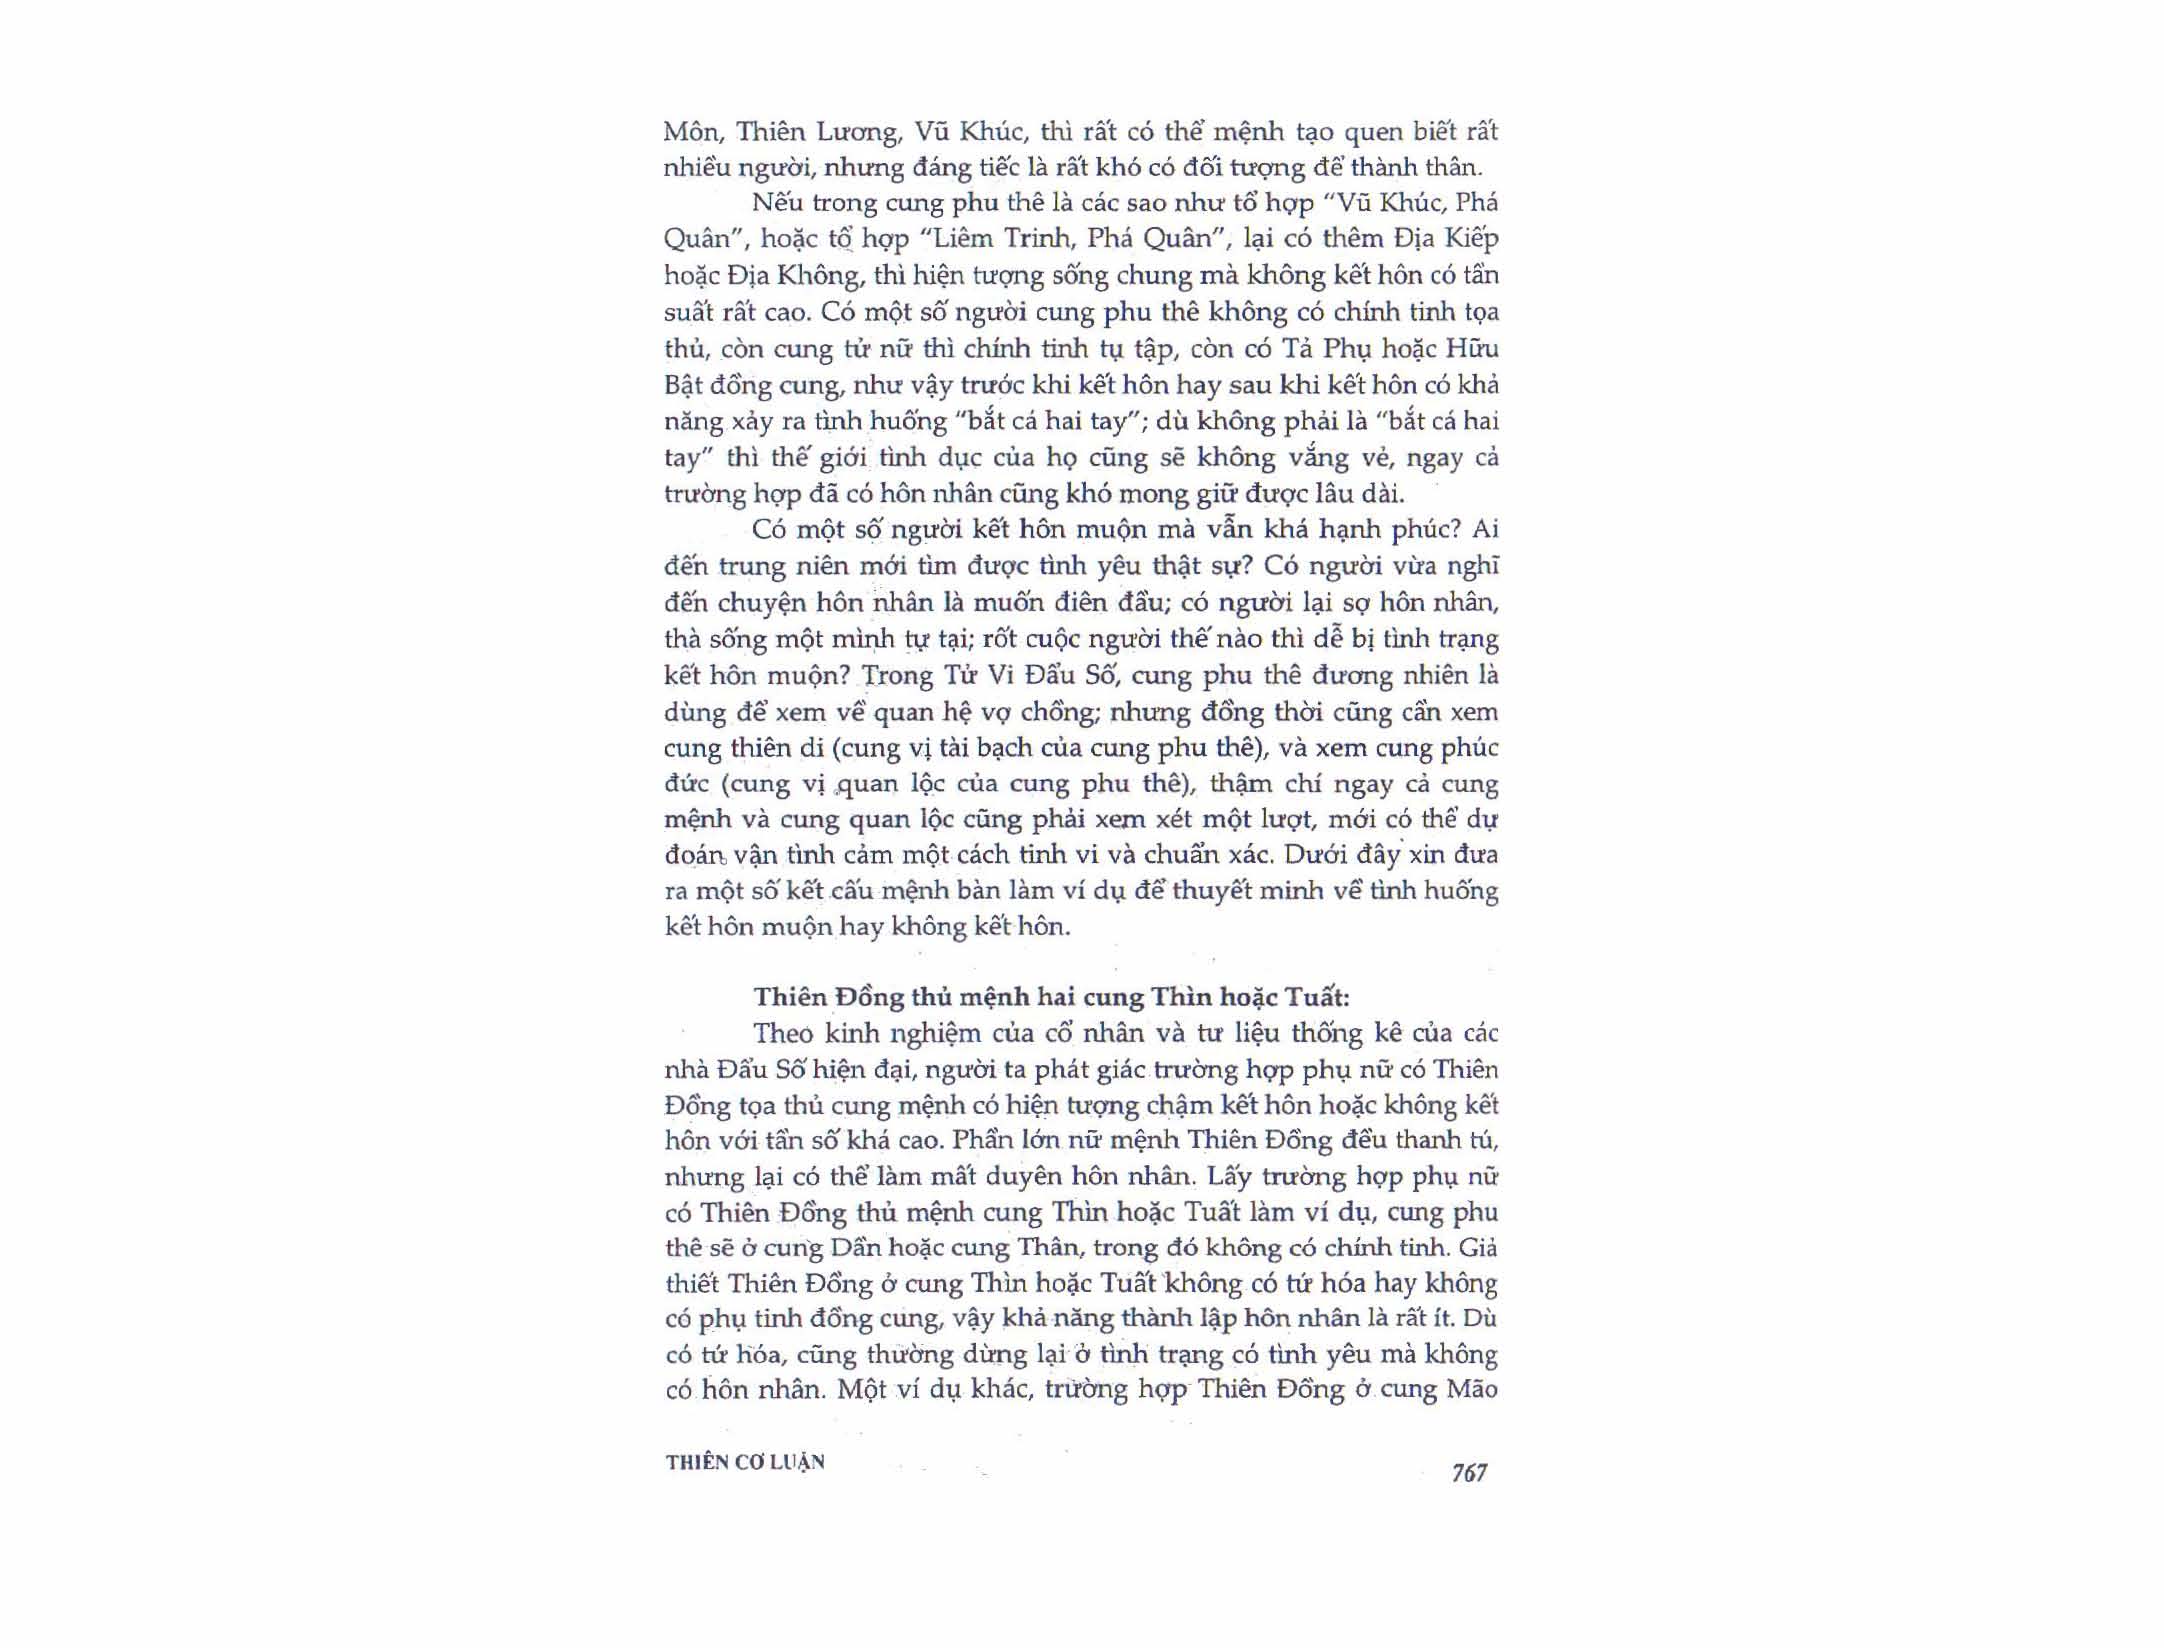 Môn, Thiên Lương, Vũ Khúc, thì rất có thể mệnh tạo quen biết rất
nhiều người, nhưng đáng tiếc là rất khó có đối tượng để thành thân.
Nếu trong cung phu thê là các sao như tổ hợp "Vũ Khúc, Phá
Quân", hoặc tổ hợp "Liêm Trinh, Phá Quân", lại có thêm Địa Kiếp
hoặc Địa Không, thì hiện tượng sống chung mà không kết hôn có tần
suất rất cao. Có một số người cung phu thê không có chính tinh tọa
thủ, còn cung tử nữ thì chính tinh tụ tập, còn có Tả Phụ hoặc Hữu
Bật đồng cung, như vậy trước khi kết hôn hay sau khi kết hôn có khả
năng xảy ra tình huống "bắt cá hai tay"; dù không phải là "bắt cá hai
tay" thì thế giới tình dục của họ cũng sẽ không vắng vẻ, ngay cả
trường hợp đã có hôn nhân cũng khó mong giữ được lâu dài.
Có một số người kết hôn muộn mà vẫn khá hạnh phúc? Ai
đến trung niên mới tìm được tình yêu thật sự? Có người vừa nghĩ
đến chuyện hôn nhân là muốn điên đầu; có người lại sợ hôn nhân,
thà sống một mình tự tại; rốt cuộc người thế nào thì dễ bị tình trạng
kết hôn muộn? Trong Tử Vi Đẩu Số, cung phu thê đương nhiên là
dùng để xem về quan hệ vợ chồng; nhưng đồng thời cũng cần xem
cung thiên di (cung vị tài bạch của cung phu thê), và xem cung phúc
đức (cung vị quan lộc của cung phu thê), thậm chí ngay cả cung
mệnh và cung quan lộc cũng phải xem xét một lượt, mới có thể dự
đoán vận tình cảm một cách tinh vi và chuẩn xác. Dưới đây xin đưa
ra một số kết cấu mệnh bàn làm ví dụ để thuyết minh về tình huống
kết hôn muộn hay không kết hôn.
Thiên Đồng thủ mệnh hai cung Thìn hoặc Tuất:
Theo kinh nghiệm của cổ nhân và tư liệu thống kê của các
nhà Đẩu Số hiện đại, người ta phát giác trường hợp phụ nữ có Thiên
Đồng tọa thủ cung mệnh có hiện tượng chậm kết hôn hoặc không kết
hôn với tần số khá cao. Phần lớn nữ mệnh Thiên Đồng đều thanh tú,
nhưng lại có thể làm mất duyên hôn nhân. Lấy trường hợp phụ nữ
có Thiên Đồng thủ mệnh cung Thìn hoặc Tuất làm ví dụ, cung phu
thê sẽ ở cung Dần hoặc cung Thân, trong đó không có chính tinh. Giả
thiết Thiên Đồng ở cung Thìn hoặc Tuất không có tứ hóa hay không
có phụ tinh đồng cung, vậy khả năng thành lập hôn nhân là rất ít. Dù
có tứ hóa, cũng thường dừng lại ở tình trạng có tình yêu mà không
có hôn nhân. Một ví dụ khác, trường hợp Thiên Đồng ở cung Mão
THIÊN CƠ LUẬN
767